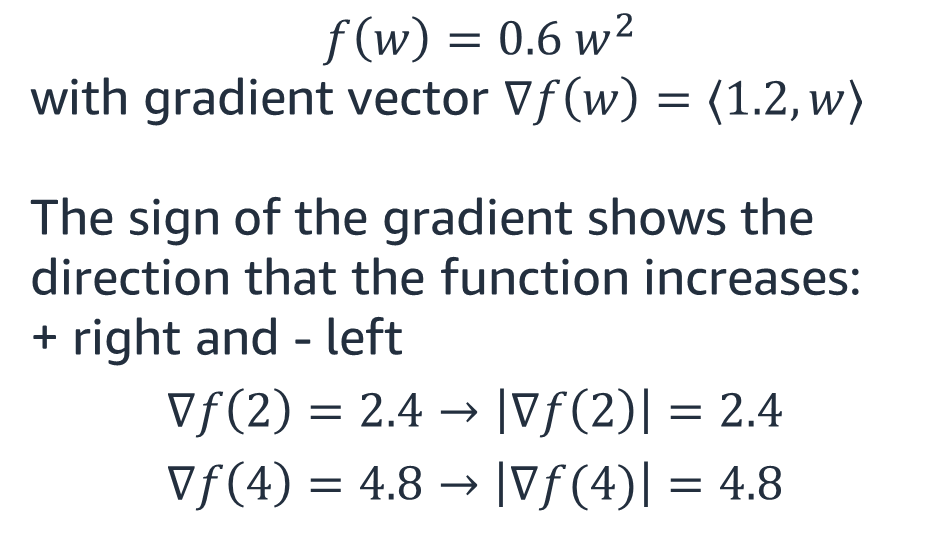 f(w) = 0.6 w²
with gradient vector ∇f(w) = ⟨1.2, w⟩
The sign of the gradient shows the
direction that the function increases:
+ right and - left
∇f(2) = 2.4 → |∇f(2)| = 2.4
∇f(4) = 4.8 → |∇f(4)| = 4.8